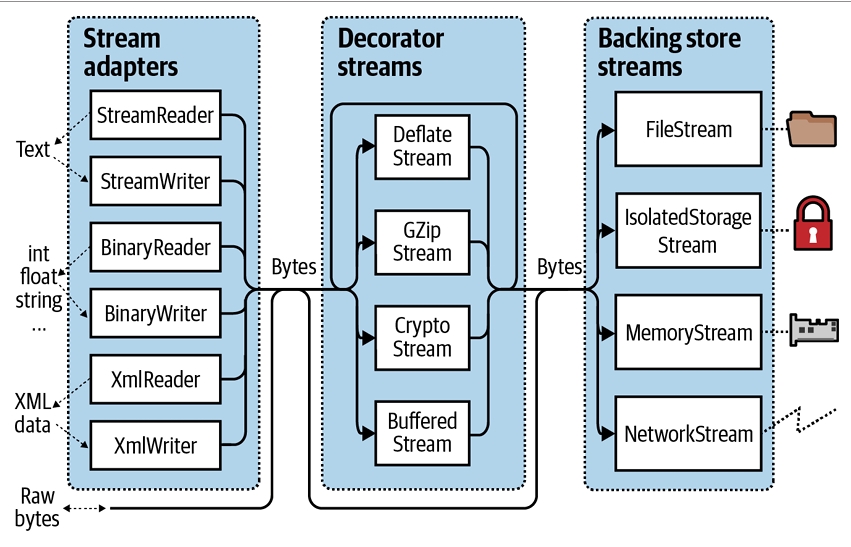 Stream
adapters
Decorator
streams
Backing store
streams
StreamReader
StreamWriter
BinaryReader
BinaryWriter
XmlReader
XmlWriter
Text
int
float
string
...
XML
data
Raw
bytes
Bytes
Deflate
Stream
GZip
Stream
Crypto
Stream
Buffered
Stream
Bytes
FileStream
IsolatedStorage
Stream
MemoryStream
NetworkStream